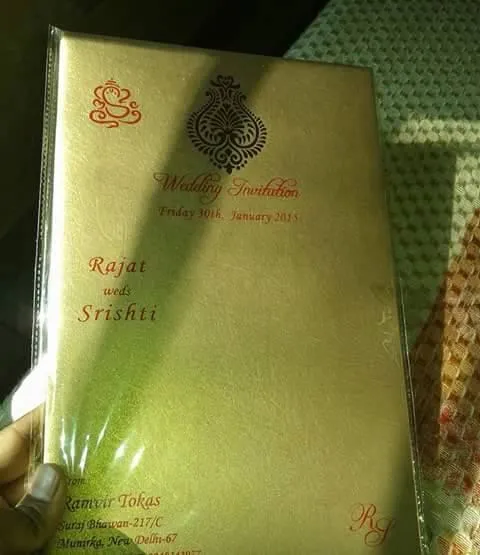 Wedding Invitation
Friday 30th, January 2015
Rajat
weds
Srishti
From:
Ramvir Tokas
Suraj Bhawan-217/C
Munirka, New Delhi-67
RS